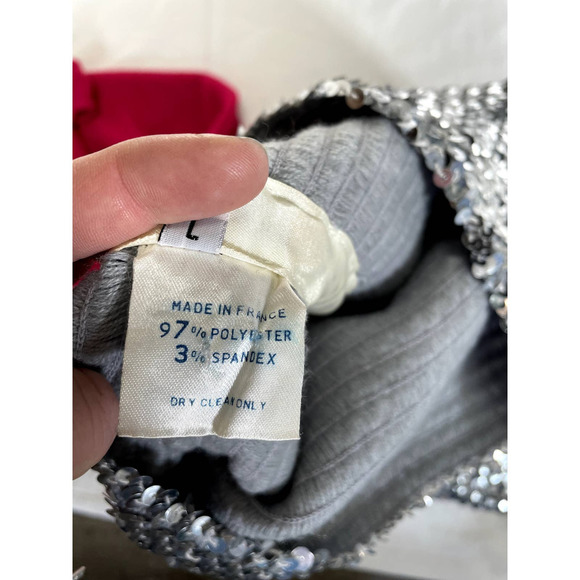 L
MADE IN FRANCE
97% POLYESTER
3% SPANDEX
DRY CLEAN ONLY